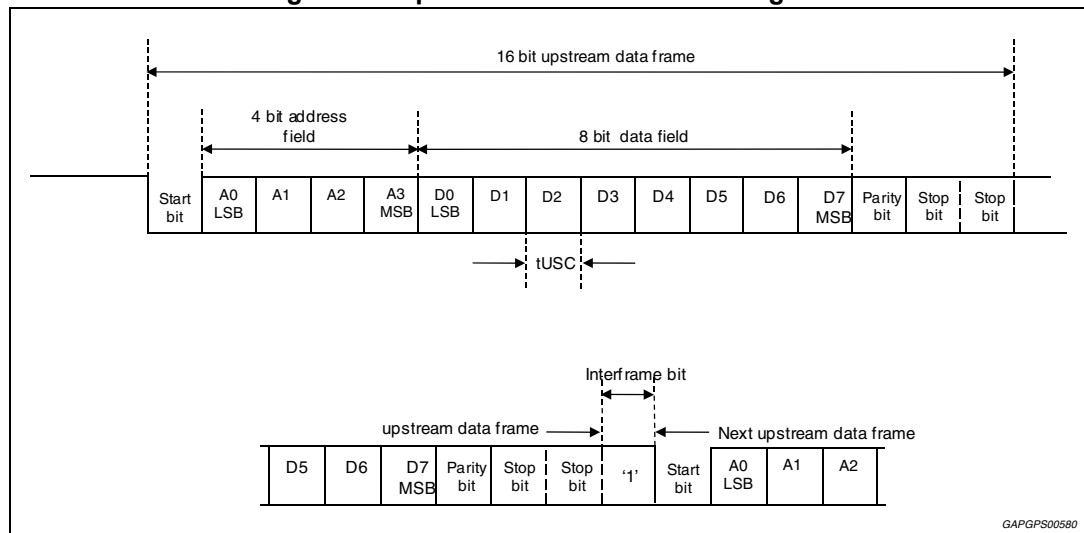 16 bit upstream data frame
4 bit address
field
8 bit data field
Start
bit
A0
LSB
A1
A2
A3
MSB
D0
LSB
D1
D2
D3
D4
D5
D6
D7
MSB
Parity
bit
Stop
bit
Stop
bit
tUSC
Interframe bit
upstream data frame
Next upstream data frame
D5
D6
D7
MSB
Parity
bit
Stop
bit
Stop
bit
‘1’
Start
bit
A0
LSB
A1
A2
GAPGPS00580